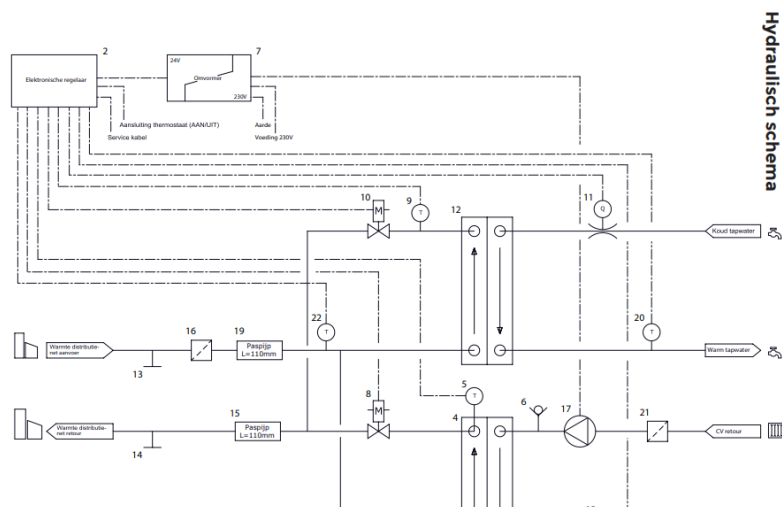 Hydraulisch schema
2
7
Elektronische regelaar
24V
Omvormer
230V
Aansluiting thermostaat (AAN/UIT)
Service kabel
Aarde
Voeding 230V
10
9
12
11
M
T
Q
Koud tapwater
16
19
22
20
Warmte distributie-
net aanvoer
Paspijp
L=110mm
T
T
Warm tapwater
13
8
5
6
17
21
15
4
T
M
Warmte distributie-
net retour
Paspijp
L=110mm
CV retour
14